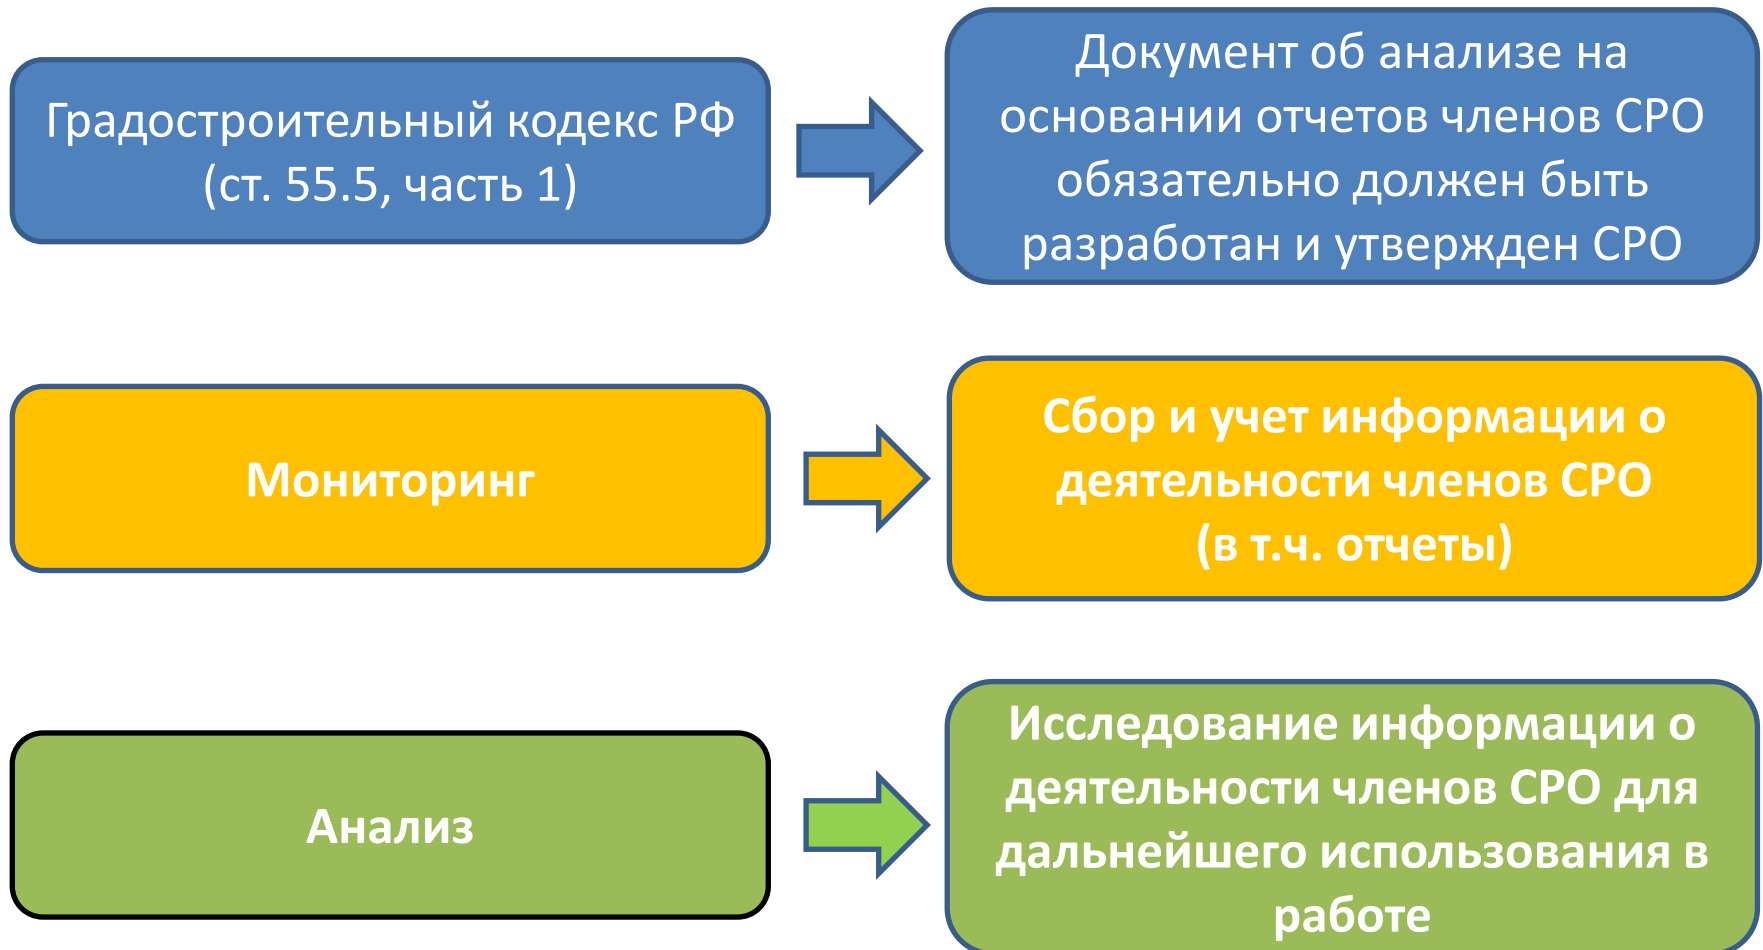 Градостроительный кодекс РФ
(ст. 55.5, часть 1)
Документ об анализе на
основании отчетов членов СРО
обязательно должен быть
разработан и утвержден СРО
Мониторинг
Сбор и учет информации о
деятельности членов СРО
(в т.ч. отчеты)
Анализ
Исследование информации о
деятельности членов СРО для
дальнейшего использования в
работе